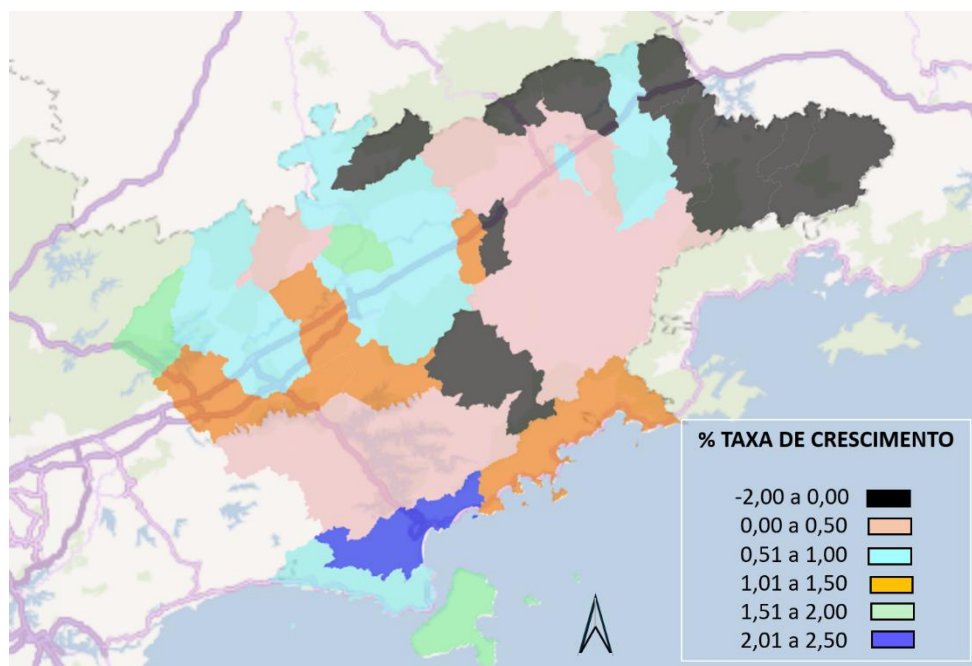 % TAXA DE CRESCIMENTO
-2,00 a 0,00
0,00 a 0,50
0,51 a 1,00
1,01 a 1,50
1,51 a 2,00
2,01 a 2,50